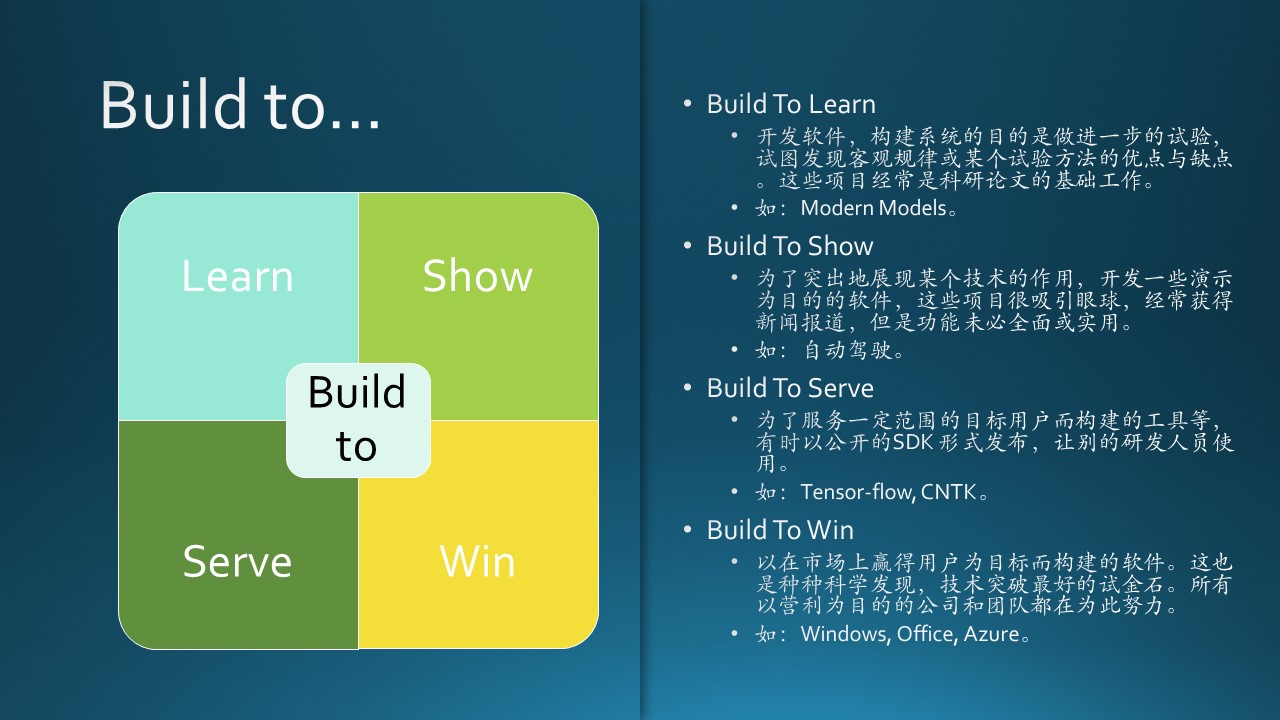 Build to...
Learn
Show
Build
to
Serve
Win
• Build To Learn
• 开发软件，构建系统的目的是做进一步的试验，
试图发现客观规律或某个试验方法的优点与缺点
。这些项目经常是科研论文的基础工作。
• 如：Modern Models。
• Build To Show
• 为了突出地展现某个技术的作用，开发一些演示
为目的的软件，这些项目很吸引眼球，经常获得
新闻报道，但是功能未必全面或实用。
• 如：自动驾驶。
• Build To Serve
• 为了服务一定范围的目标用户而构建的工具等，
有时以公开的SDK 形式发布，让别的研发人员使
用。
• 如：Tensor-flow, CNTK。
• Build To Win
• 以在市场上赢得用户为目标而构建的软件。这也
是种种科学发现，技术突破最好的试金石。所有
以营利为目的的公司和团队都在为此努力。
• 如：Windows, Office, Azure。